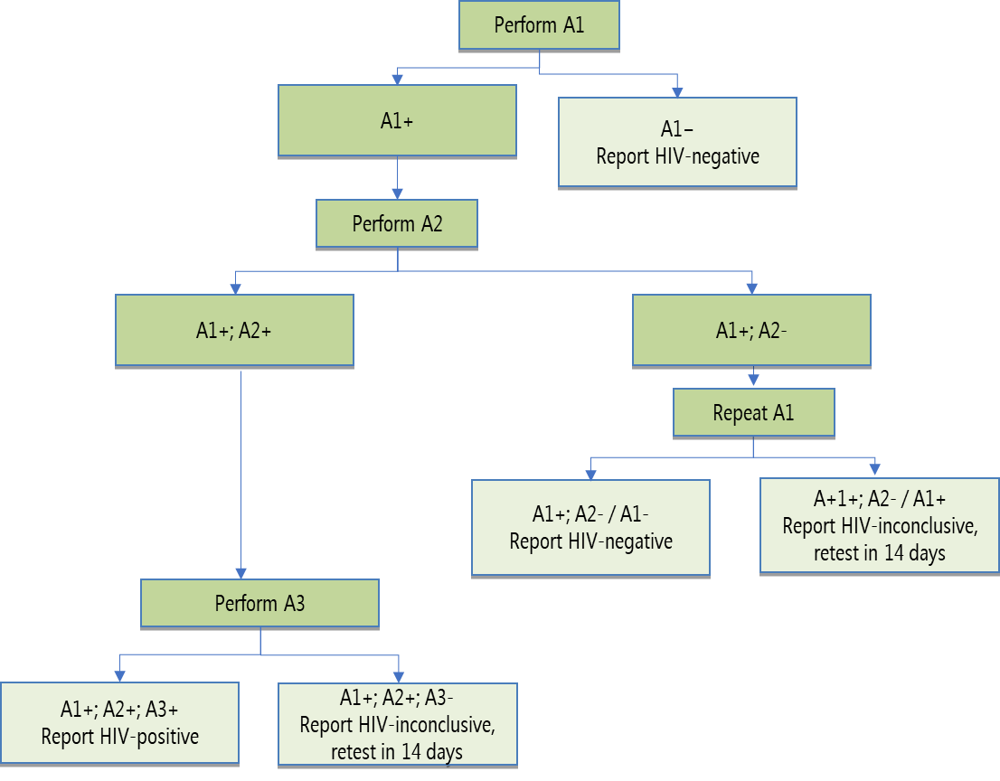 Perform A1
A1+
A1–
Report HIV-negative
Perform A2
A1+; A2+
A1+; A2-
Repeat A1
A1+; A2- / A1-
Report HIV-negative
A+1+; A2- / A1+
Report HIV-inconclusive,
retest in 14 days
Perform A3
A1+; A2+; A3+
Report HIV-positive
A1+; A2+; A3-
Report HIV-inconclusive,
retest in 14 days